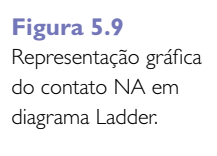 Figura 5.9
Representação gráfica
do contato NA em
diagrama Ladder.